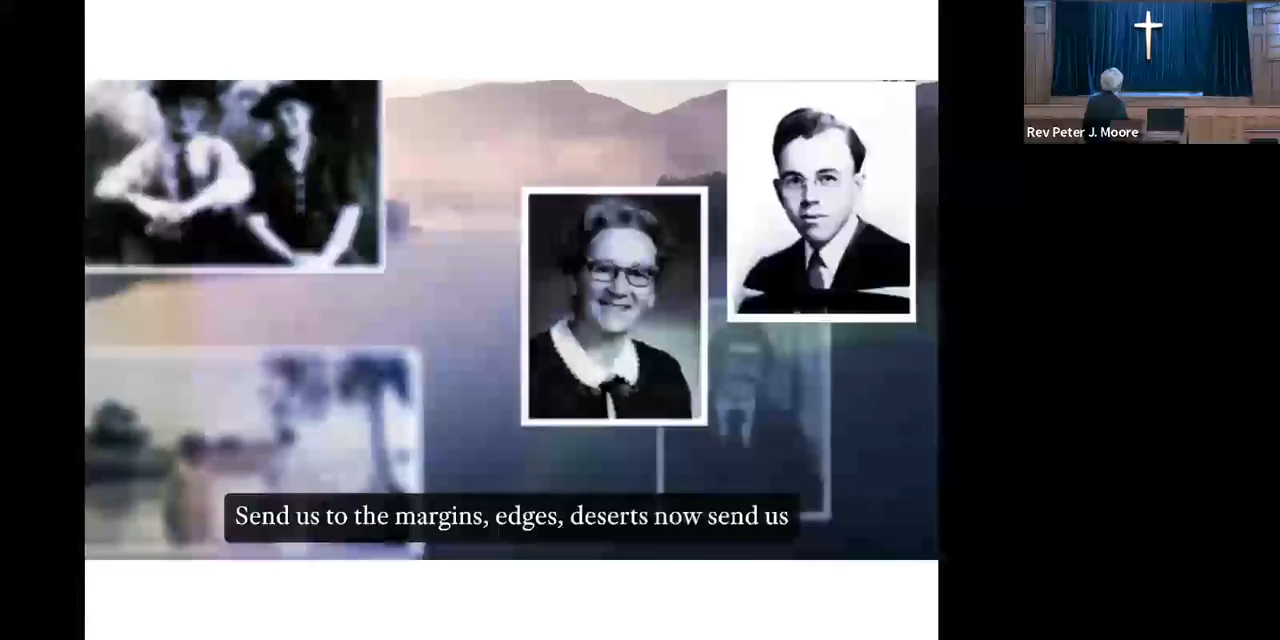 Rev Peter J. Moore
Send us to the margins, edges, deserts now send us